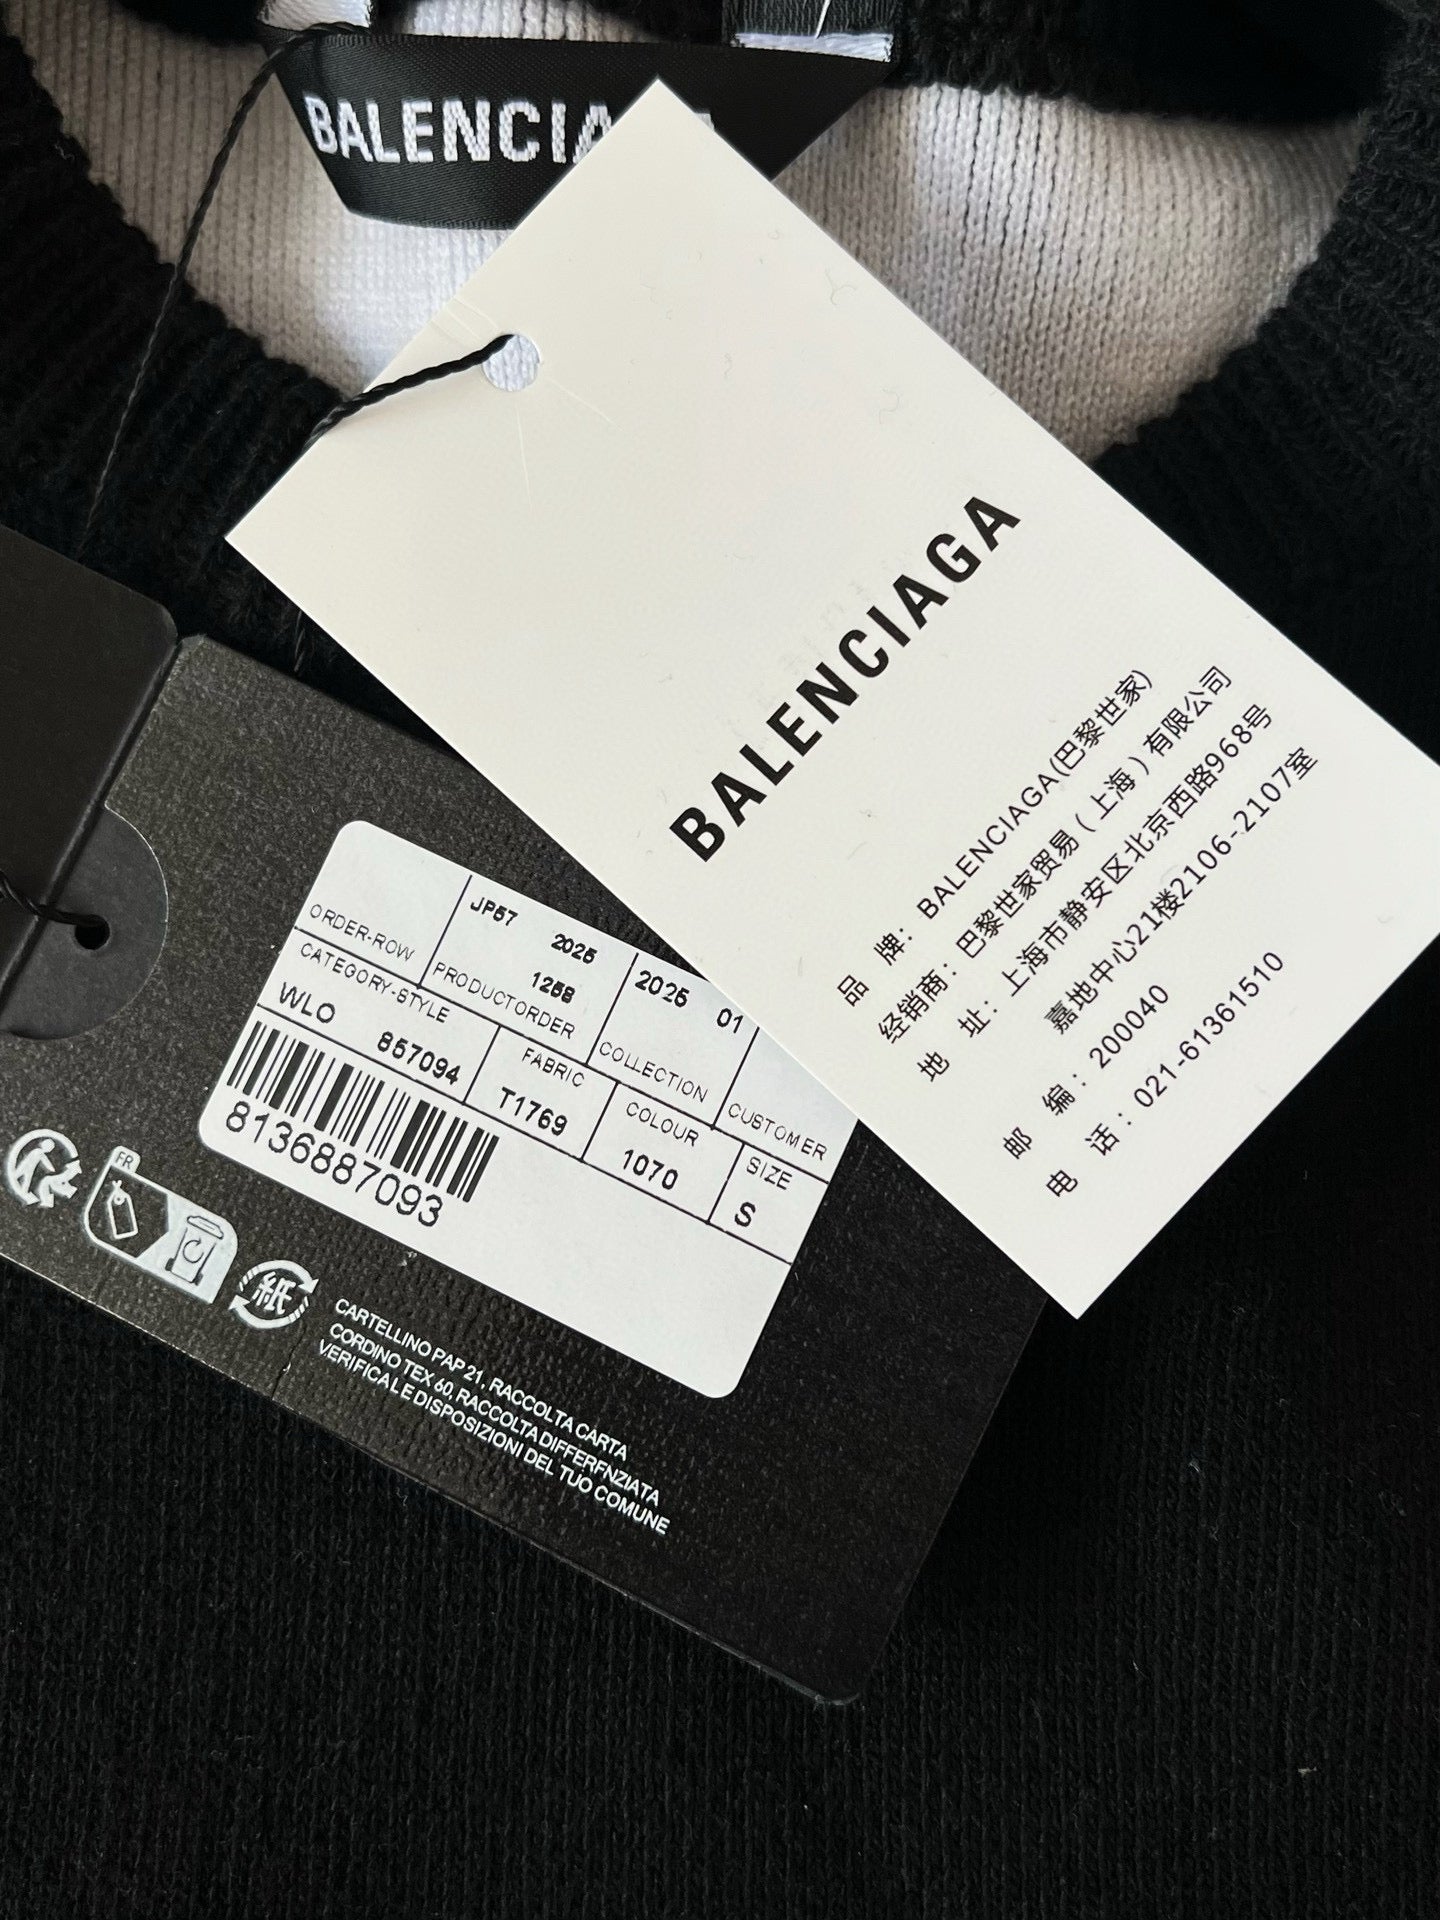 BALENCIA
BALENCIAGA
品 牌：BALENCIAGA(巴黎世家)
经销商：巴黎世家贸易（上海）有限公司
地 址：上海市静安区北京西路968号
嘉地中心21楼2106-2107室
邮 编：200040
电 话：021-61361510
JP57 2025
1258
2025 01
ORDER-ROW
PRODUCTORDER
COLLECTION
CUSTOMER
CATEGORY-STYLE
FABRIC
COLOUR
SIZE
WLO 857094
T1769
1070
S
8136887093
FR
紙
CARTELLINO PAP 21, RACCOLTA CARTA
CORDINO TEX 60, RACCOLTA DIFFERFNZIATA
VERIFICA LE DISPOSIZIONI DEL TUO COMUNE